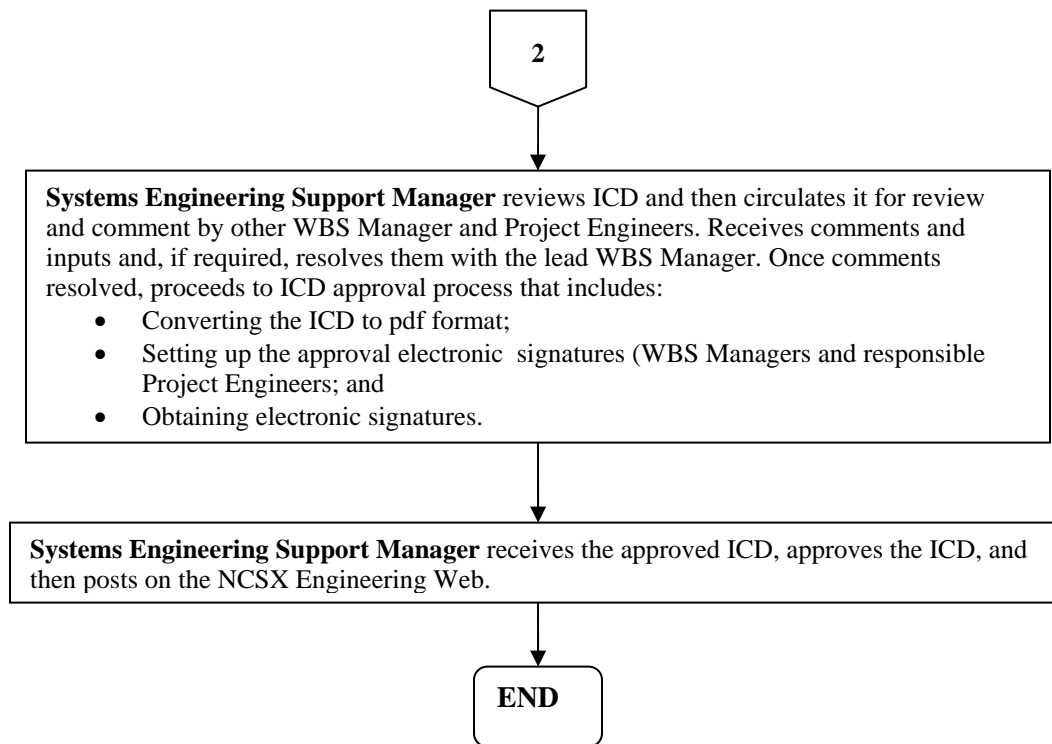 2
Systems Engineering Support Manager reviews ICD and then circulates it for review
and comment by other WBS Manager and Project Engineers. Receives comments and
inputs and, if required, resolves them with the lead WBS Manager. Once comments
resolved, proceeds to ICD approval process that includes:
• Converting the ICD to pdf format;
• Setting up the approval electronic signatures (WBS Managers and responsible
Project Engineers; and
• Obtaining electronic signatures.
Systems Engineering Support Manager receives the approved ICD, approves the ICD, and
then posts on the NCSX Engineering Web.
END